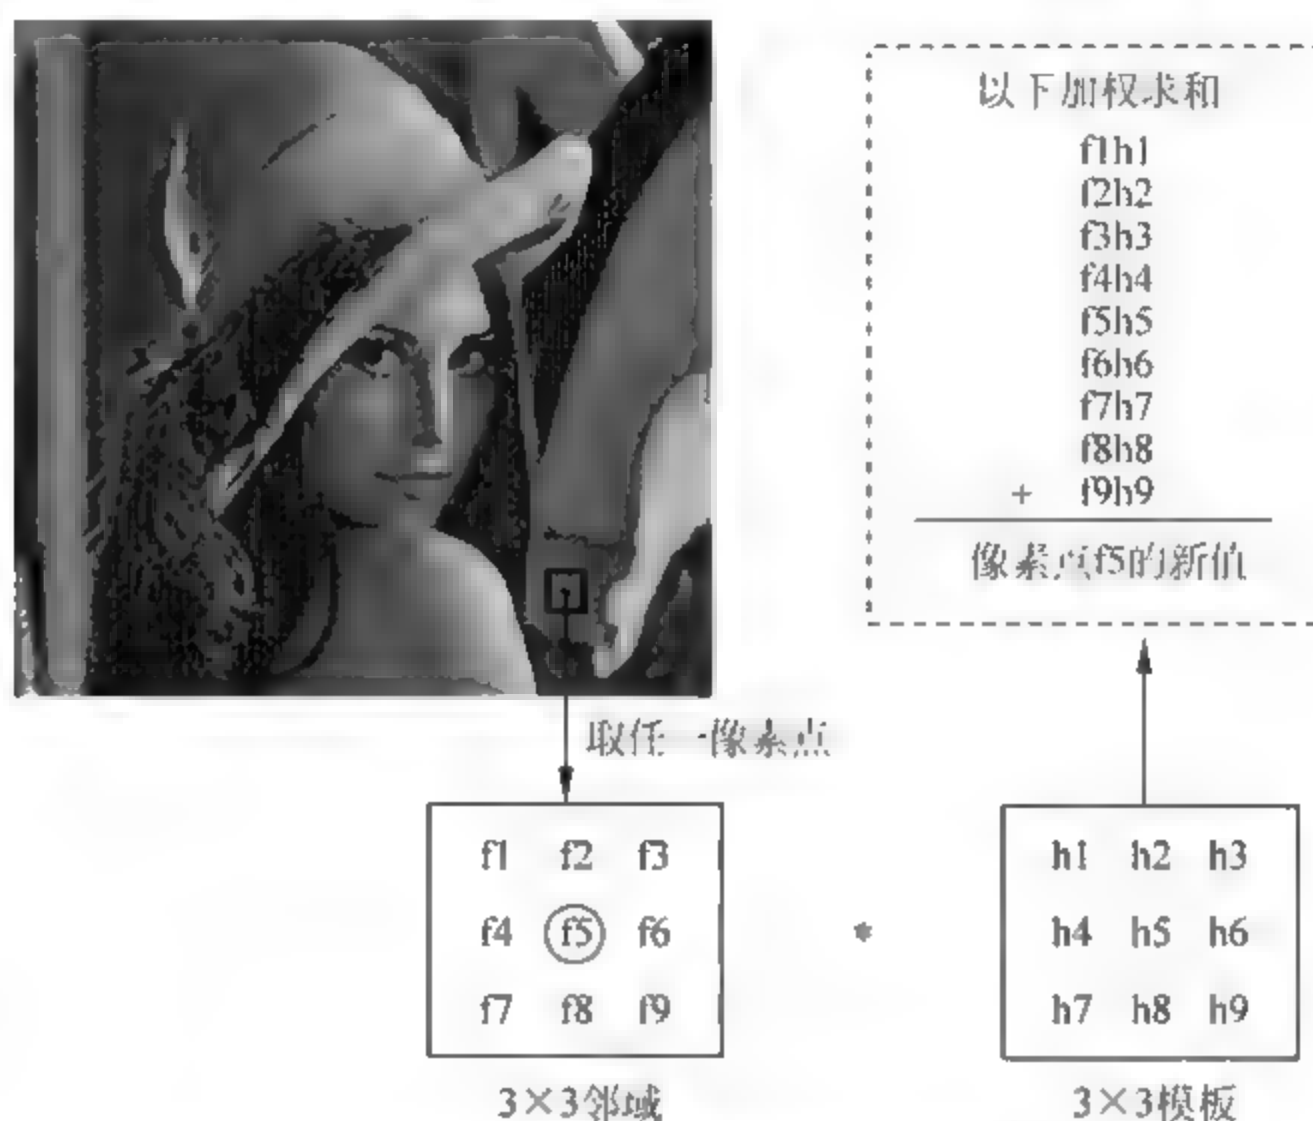 以下加权求和
f1h1
f2h2
f3h3
f4h4
f5h5
f6h6
f7h7
f8h8
+ f9h9
像素点f5的新值
取任一像素点
f1 f2 f3
f4 f5 f6
f7 f8 f9
*
h1 h2 h3
h4 h5 h6
h7 h8 h9
3×3邻域
3×3模板